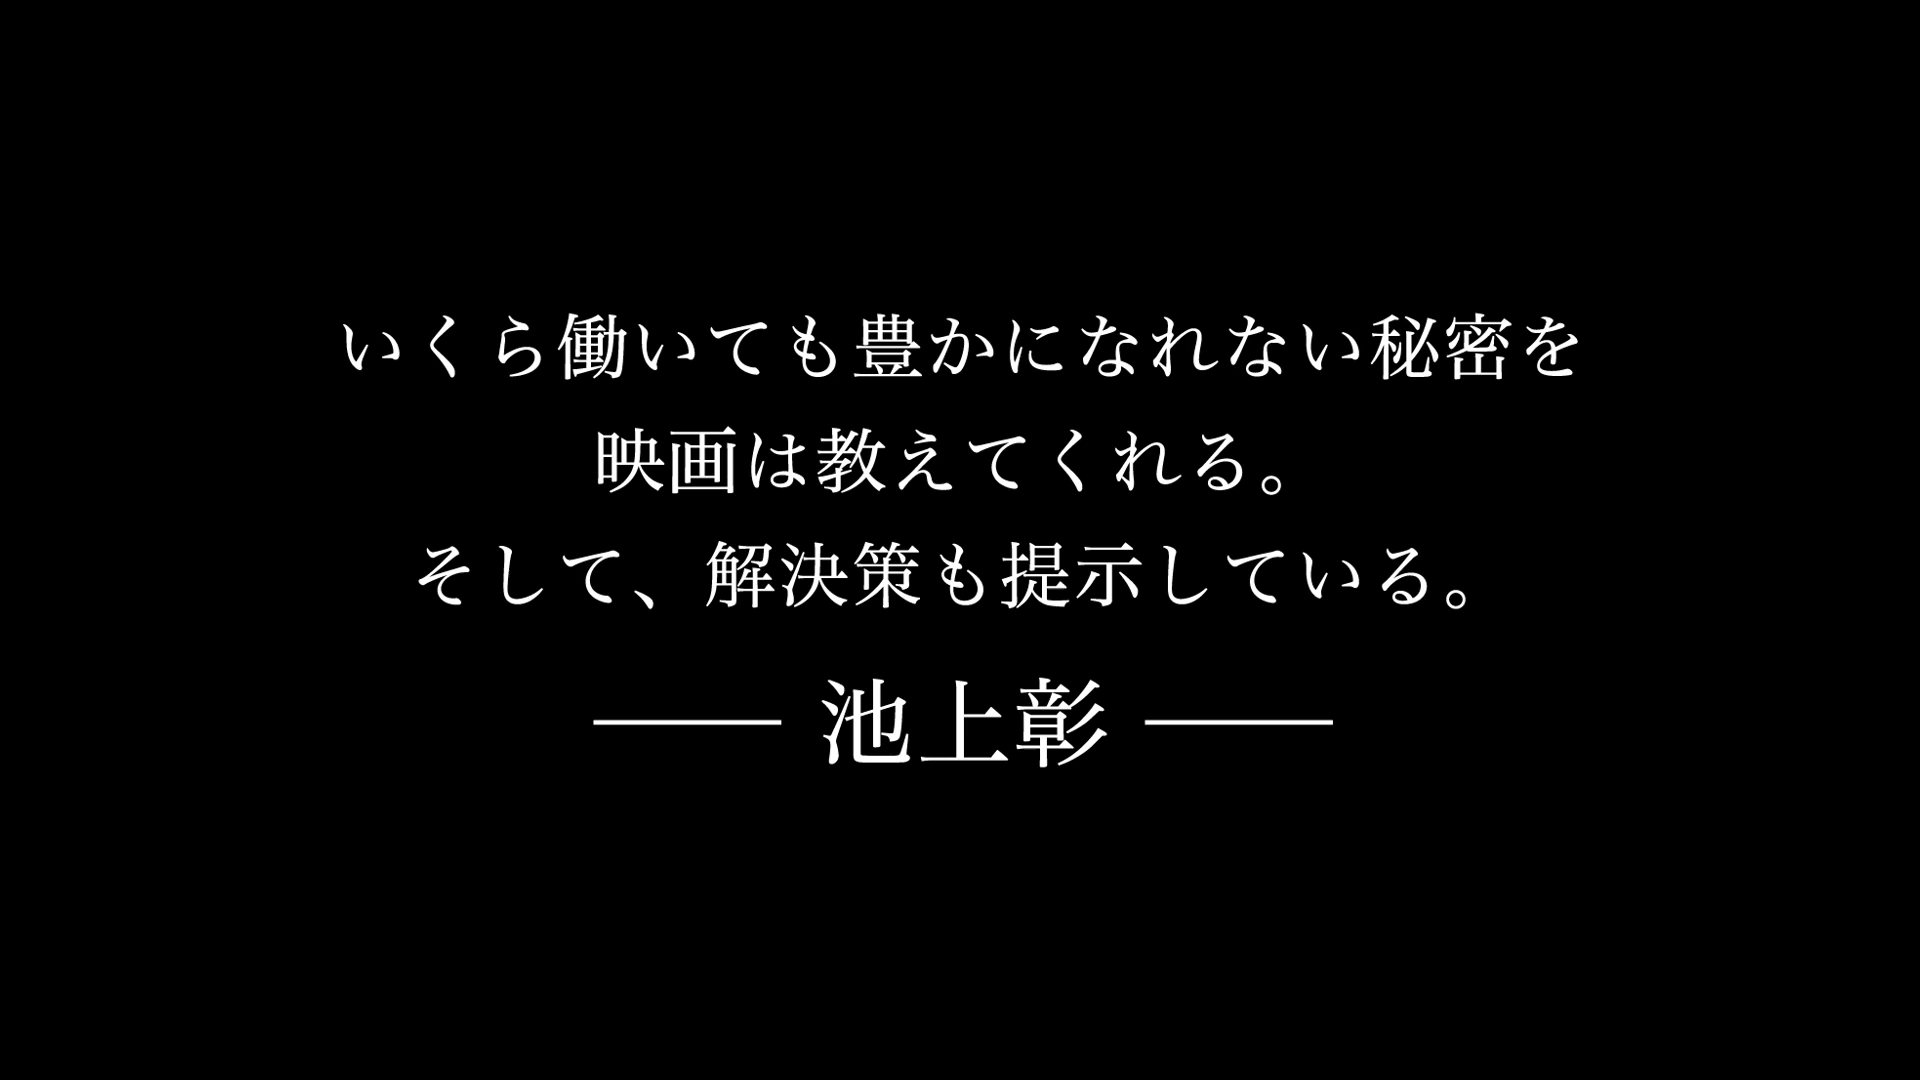 いくら働いても豊かになれない秘密を
映画は教えてくれる。
そして、解決策も提示している。
── 池上彰 ──